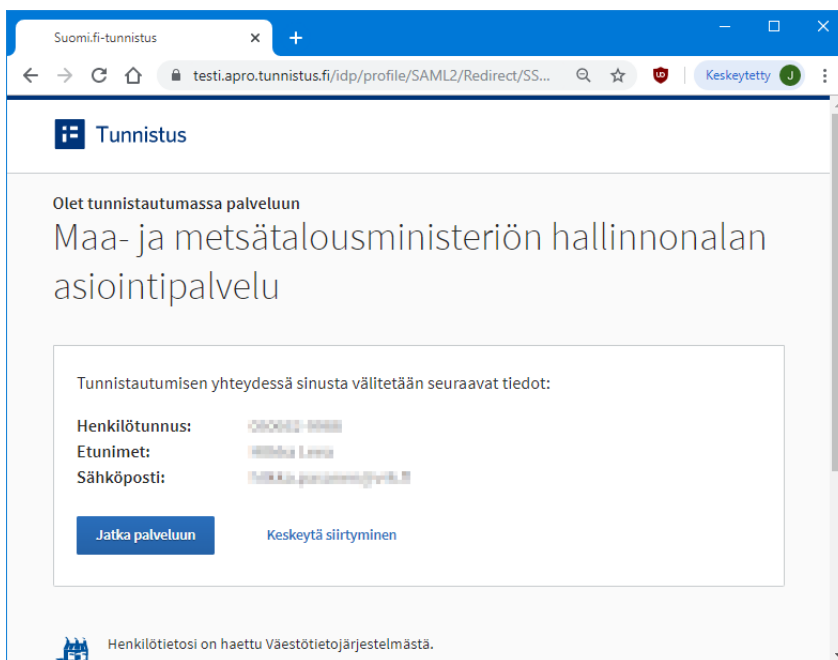 Suomi.fi-tunnistus
testi.apro.tunnistus.fi/idp/profile/SAML2/Redirect/SS...
Keskeytetty J
Tunnistus
Olet tunnistautumassa palveluun
Maa- ja metsätalousministeriön hallinnonalan
asiointipalvelu
Tunnistautumisen yhteydessä sinusta välitetään seuraavat tiedot:
Henkilötunnus:
Etunimet:
Sähköposti:
Jatka palveluun Keskeytä siirtyminen
Henkilötietosi on haettu Väestötietojärjestelmästä.